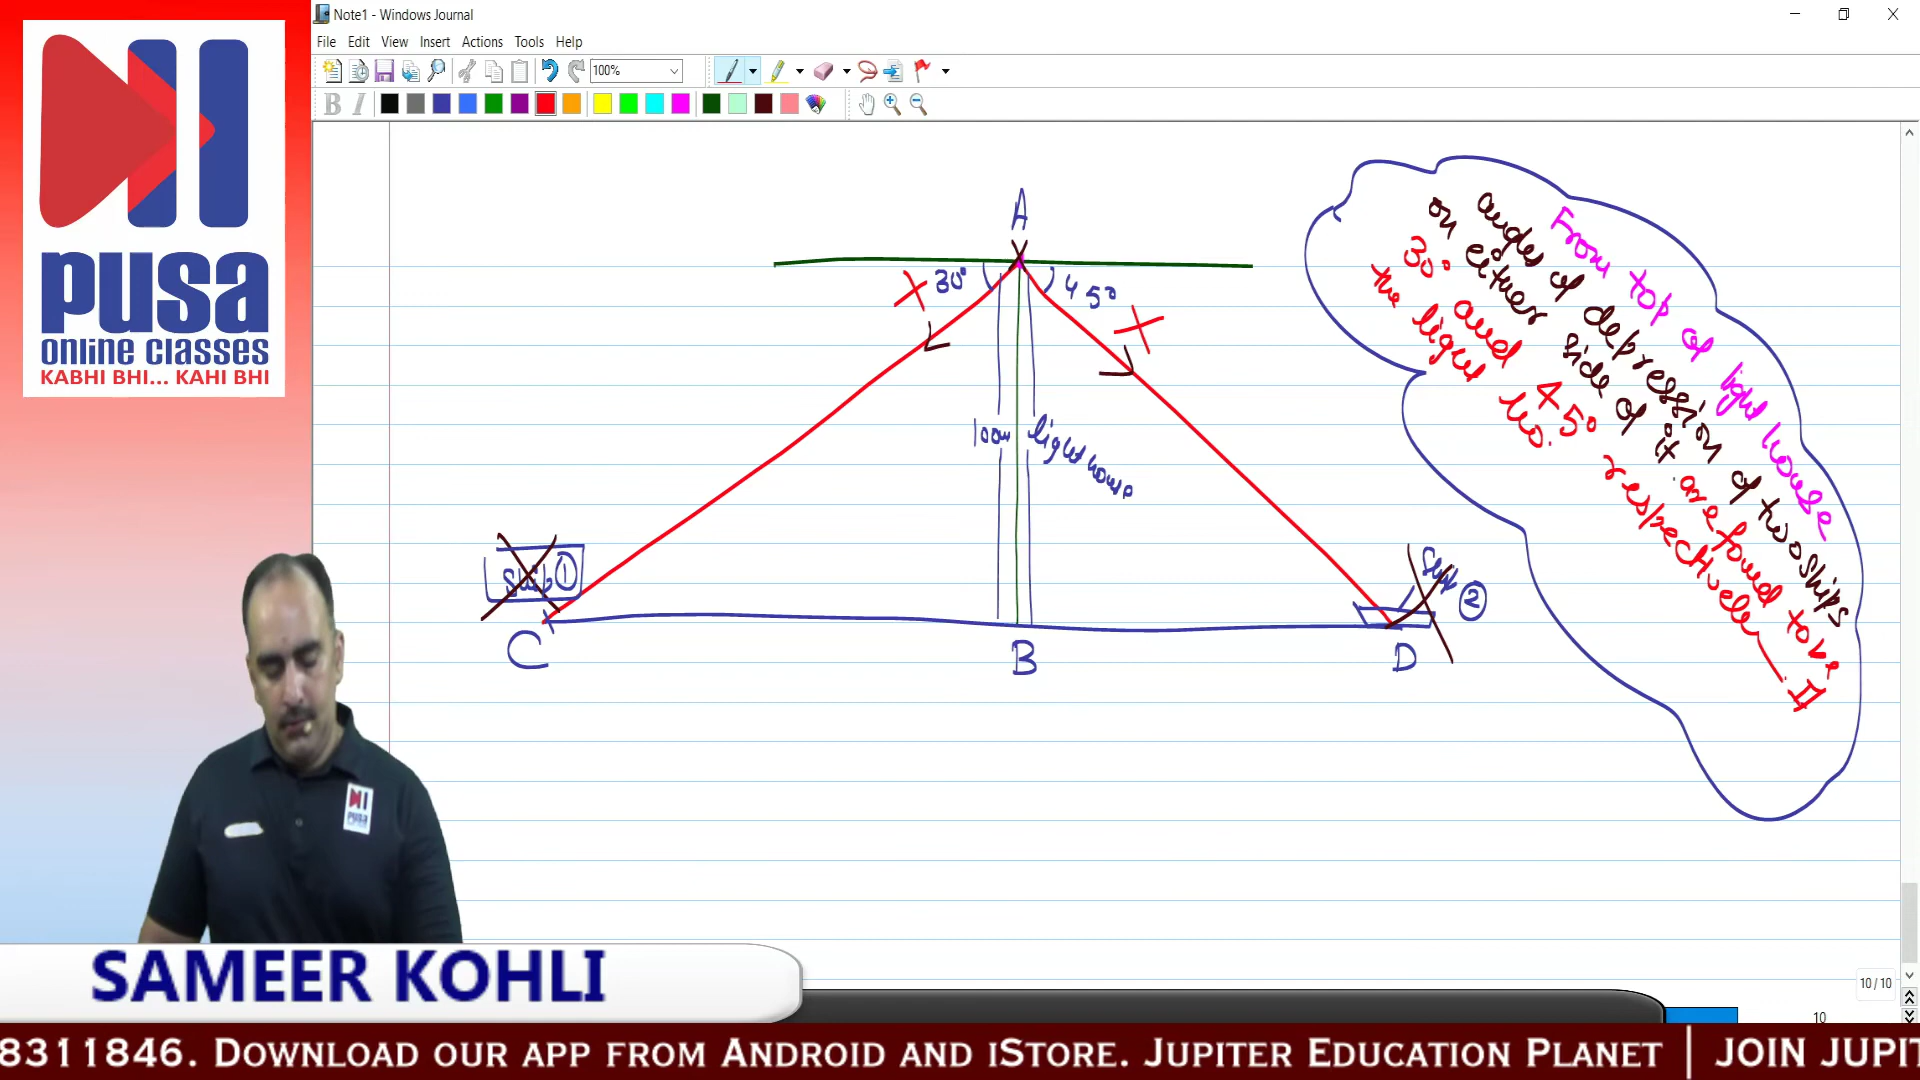 Note1 - Windows Journal
File Edit View Insert Actions Tools Help
100%
B I
pusa
online classes
KABHI BHI... KAHI BHI
A
30°
45°
100m
light house
ship ①
ship ②
C
B
D
From top of light house
angles of depression of two ships
on either side of it are found to be
30° and 45° respectively
the light ho.
pusa
SAMEER KOHLI
10 / 10
10
8311846. Download our app from Android and iStore. Jupiter Education Planet | Join Jupit